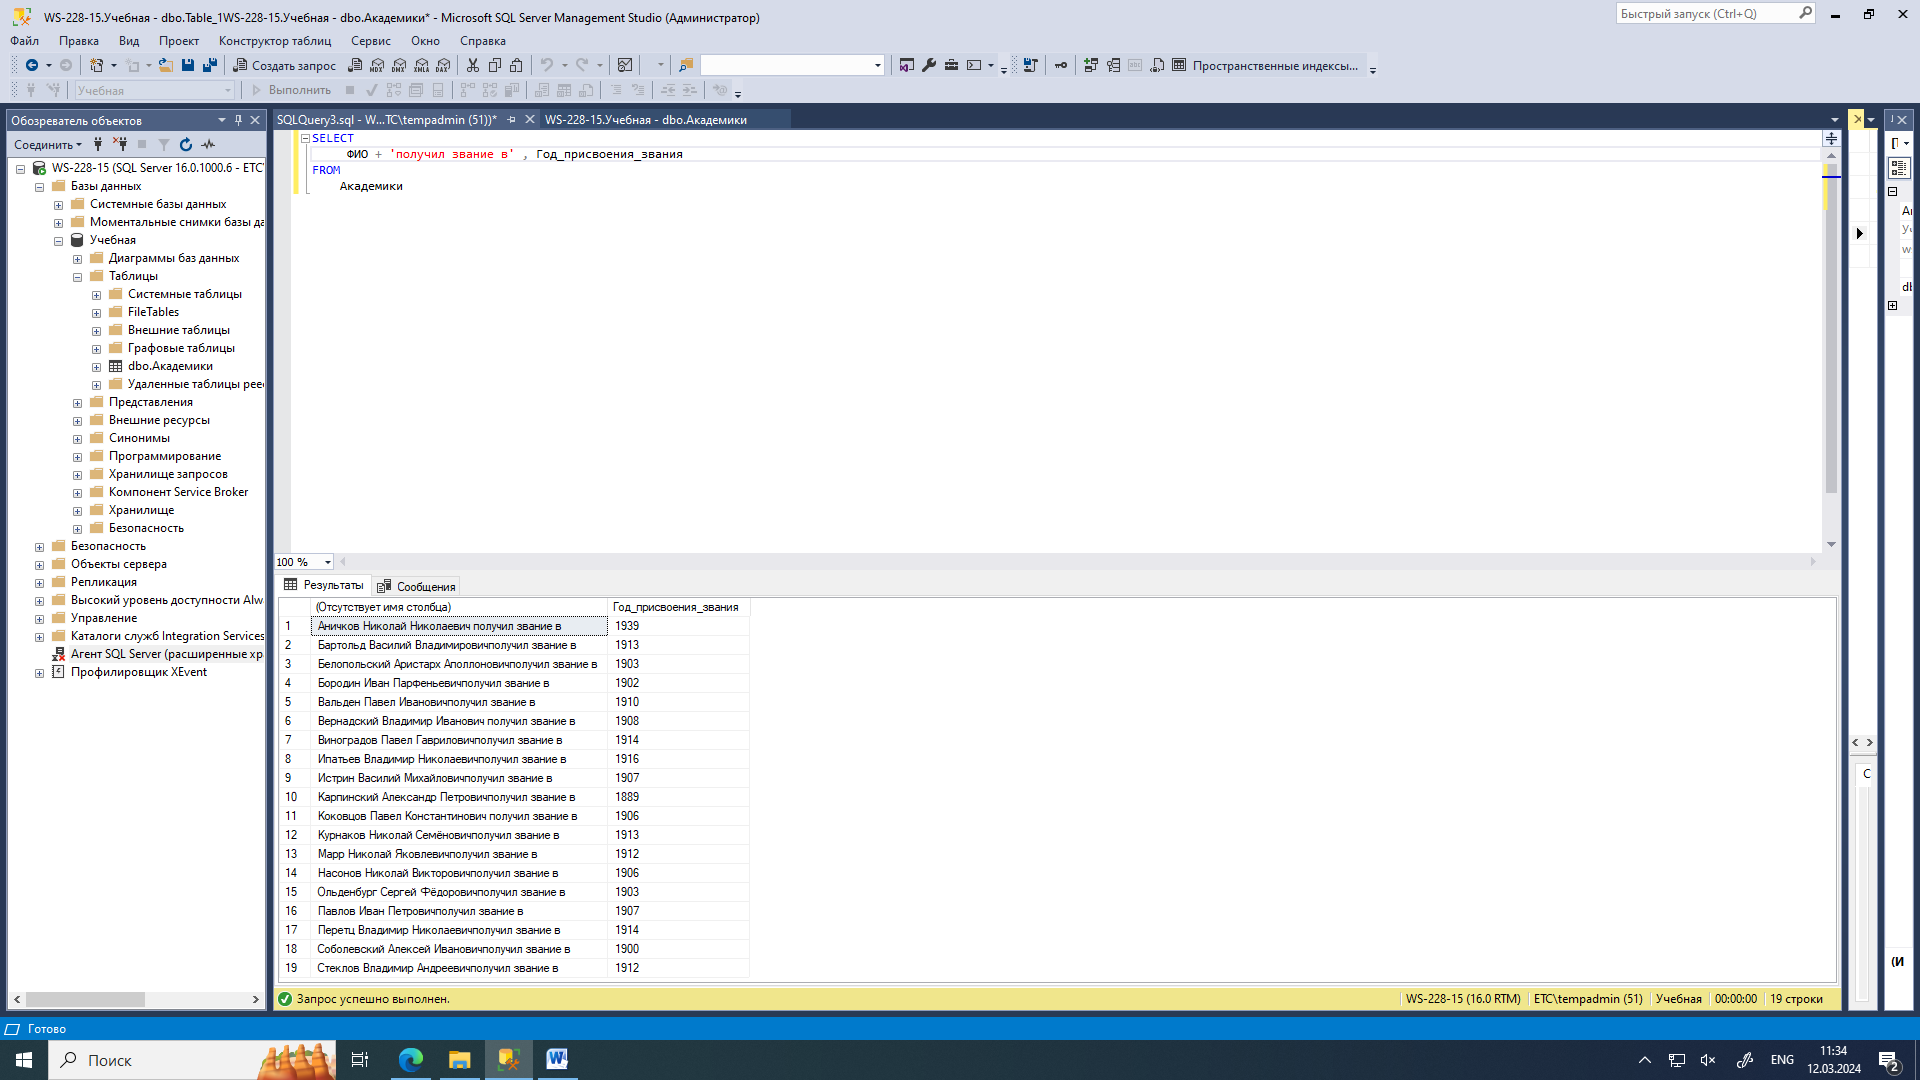 WS-228-15.Учебная - dbo.Table_1WS-228-15.Учебная - dbo.Академики* - Microsoft SQL Server Management Studio (Администратор)
Быстрый запуск (Ctrl+Q)
Файл Правка Вид Проект Конструктор таблиц Сервис Окно Справка
Создать запрос MDX DMX XMLA DAX Пространственные индексы...
Учебная Выполнить
Обозреватель объектов
SQLQuery3.sql - W...TC\tempadmin (51))* WS-228-15.Учебная - dbo.Академики
Соединить
WS-228-15 (SQL Server 16.0.1000.6 - ETC
Базы данных
Системные базы данных
Моментальные снимки базы да
Учебная
Диаграммы баз данных
Таблицы
Системные таблицы
FileTables
Внешние таблицы
Графовые таблицы
dbo.Академики
Удаленные таблицы реес
Представления
Внешние ресурсы
Синонимы
Программирование
Хранилище запросов
Компонент Service Broker
Хранилище
Безопасность
Безопасность
Объекты сервера
Репликация
Высокий уровень доступности Alw
Управление
Каталоги служб Integration Services
Агент SQL Server (расширенные хр
Профилировщик XEvent
SELECT
ФИО + 'получил звание в' , Год_присвоения_звания
FROM
Академики
100 %
Результаты Сообщения
(Отсутствует имя столбца) Год_присвоения_звания
1 Аничков Николай Николаевич получил звание в 1939
2 Бартольд Василий Владимировичполучил звание в 1913
3 Белопольский Аристарх Аполлоновичполучил звание в 1903
4 Бородин Иван Парфеньевичполучил звание в 1902
5 Вальден Павел Ивановичполучил звание в 1910
6 Вернадский Владимир Иванович получил звание в 1908
7 Виноградов Павел Гавриловичполучил звание в 1914
8 Ипатьев Владимир Николаевичполучил звание в 1916
9 Истрин Василий Михайловичполучил звание в 1907
10 Карпинский Александр Петровичполучил звание в 1889
11 Коковцов Павел Константинович получил звание в 1906
12 Курнаков Николай Семёновичполучил звание в 1913
13 Марр Николай Яковлевичполучил звание в 1912
14 Насонов Николай Викторовичполучил звание в 1906
15 Ольденбург Сергей Фёдоровичполучил звание в 1903
16 Павлов Иван Петровичполучил звание в 1907
17 Перетц Владимир Николаевичполучил звание в 1914
18 Соболевский Алексей Ивановичполучил звание в 1900
19 Стеклов Владимир Андреевичполучил звание в 1912
Запрос успешно выполнен. WS-228-15 (16.0 RTM) ETC\tempadmin (51) Учебная 00:00:00 19 строки
(И
Готово
Поиск
ENG
11:34
12.03.2024
2